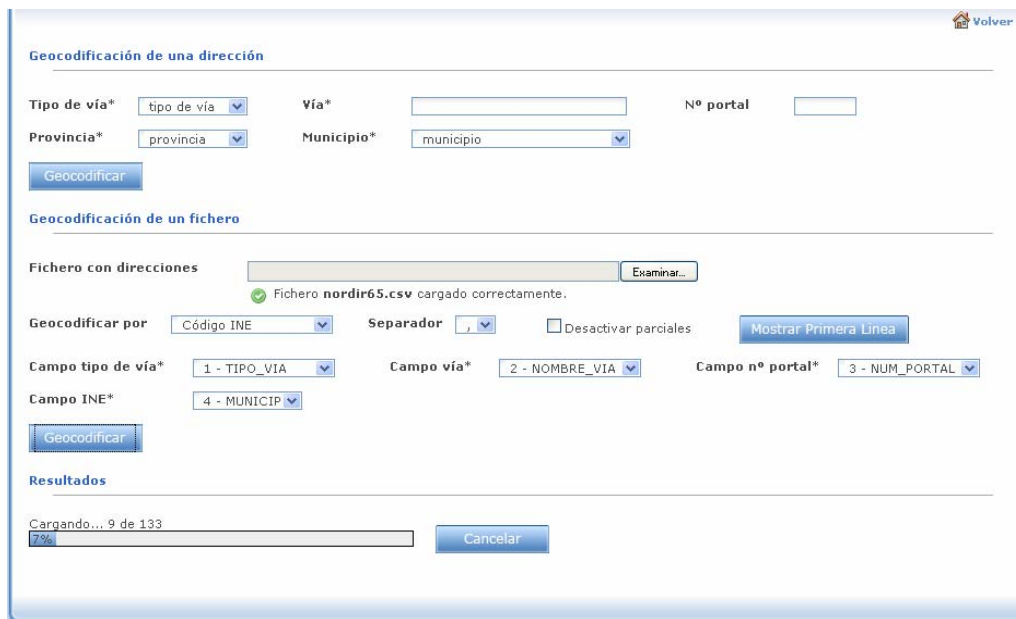 Volver
Geocodificación de una dirección
Tipo de vía* tipo de vía Vía* Nº portal
Provincia* provincia Municipio* municipio
Geocodificar
Geocodificación de un fichero
Fichero con direcciones Examinar...
Fichero nordir65.csv cargado correctamente.
Geocodificar por Código INE Separador , Desactivar parciales Mostrar Primera Linea
Campo tipo de vía* 1 - TIPO_VIA Campo vía* 2 - NOMBRE_VIA Campo nº portal* 3 - NUM_PORTAL
Campo INE* 4 - MUNICIP
Geocodificar
Resultados
Cargando... 9 de 133
7% Cancelar